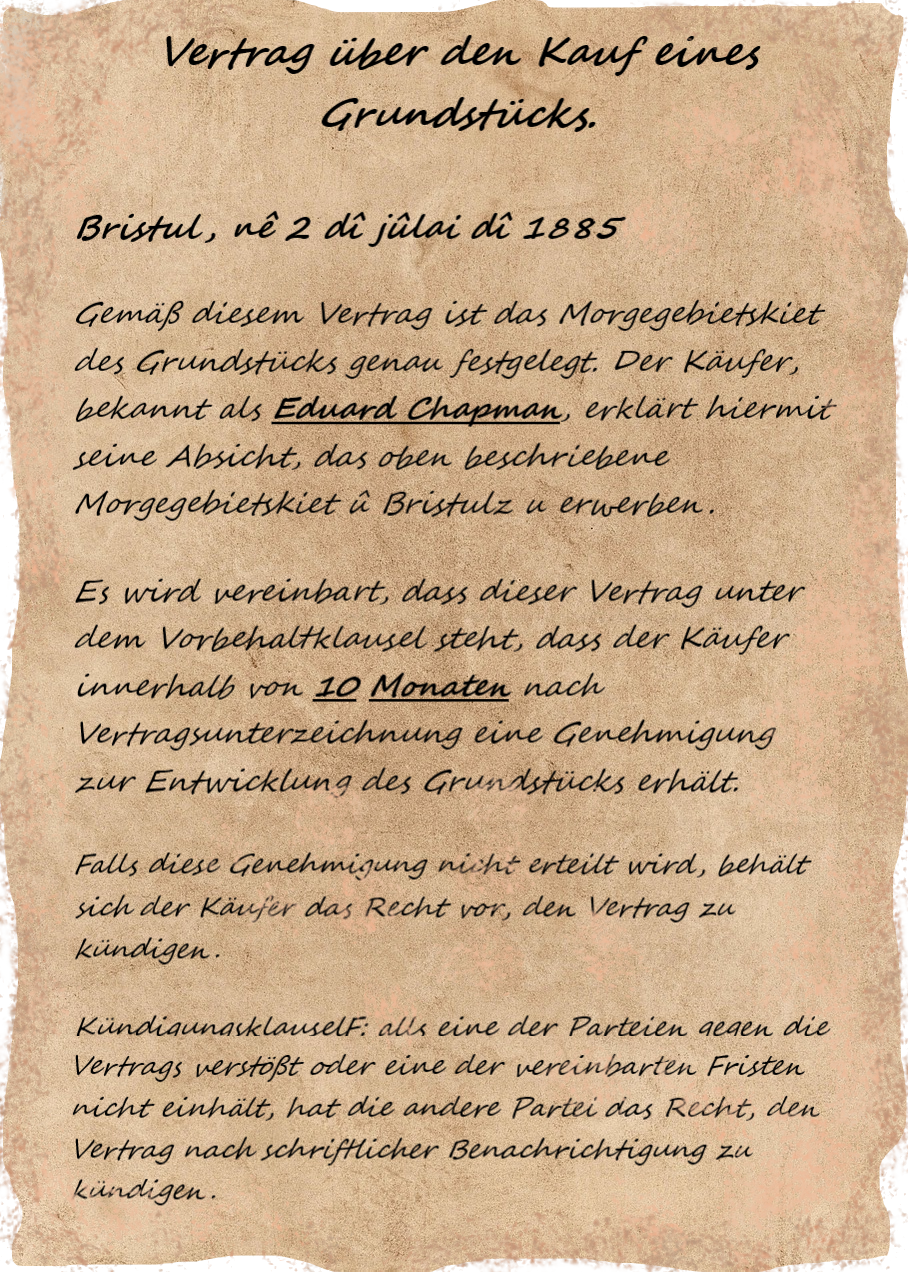 Vertrag über den Kauf eines
Grundstücks.
Bristul, nê 2 dî jûlai dî 1885
Gemäß diesem Vertrag ist das Morgegebietskiet
des Grundstücks genau festgelegt. Der Käufer,
bekannt als Eduard Chapman, erklärt hiermit
seine Absicht, das oben beschriebene
Morgegebietskiet û Bristulz u erwerben.
Es wird vereinbart, dass dieser Vertrag unter
dem Vorbehaltklausel steht, dass der Käufer
innerhalb von 10 Monaten nach
Vertragsunterzeichnung eine Genehmigung
zur Entwicklung des Grundstücks erhält.
Falls diese Genehmigung nicht erteilt wird, behält
sich der Käufer das Recht vor, den Vertrag zu
kündigen.
KündigungsklauselF: alls eine der Parteien gegen die
Vertrags verstößt oder eine der vereinbarten Fristen
nicht einhält, hat die andere Partei das Recht, den
Vertrag nach schriftlicher Benachrichtigung zu
kündigen.